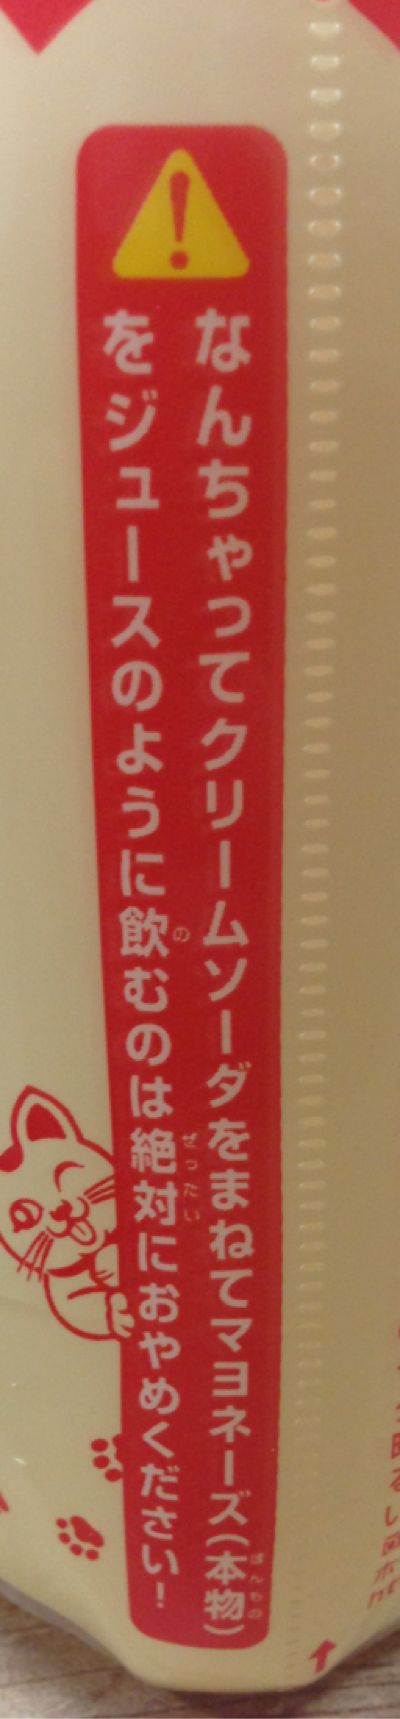 なんちゃってクリームソーダをまねてマヨネーズ(本物)
をジュースのように飲むのは絶対におやめください!